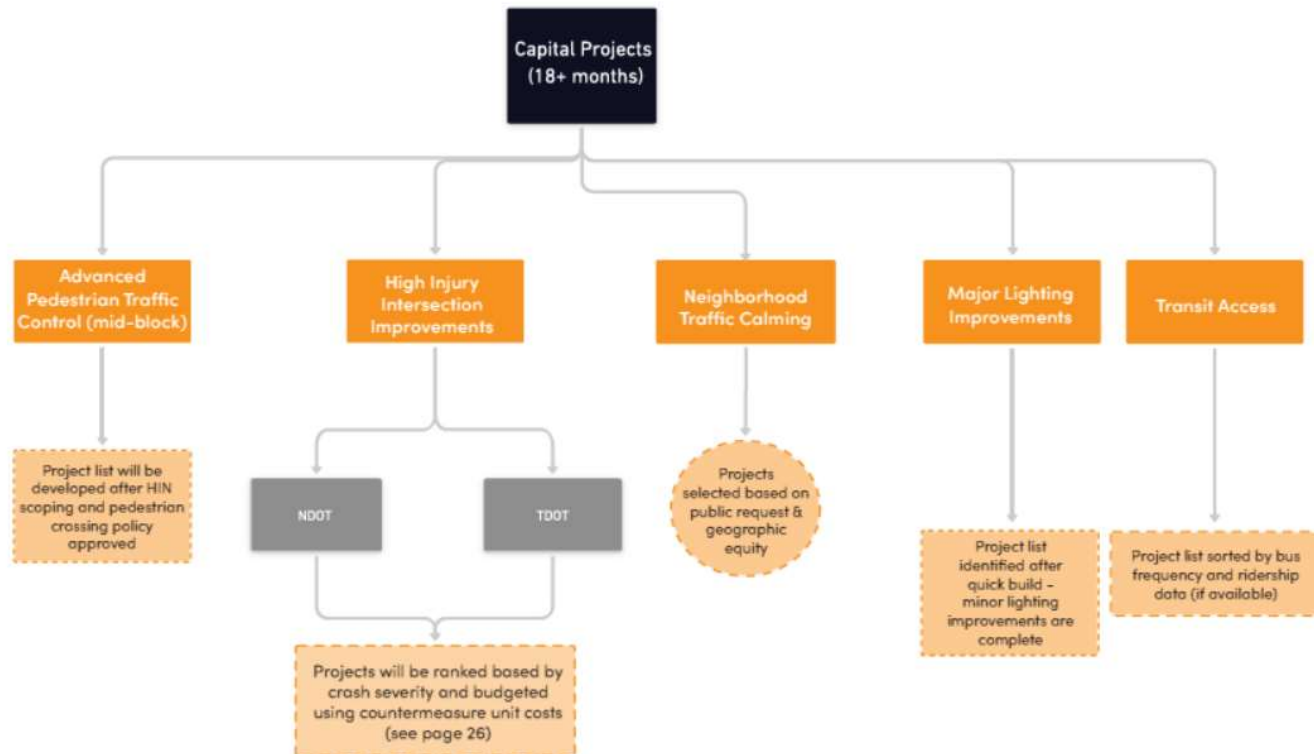 Capital Projects
(18+ months)
Advanced
Pedestrian Traffic
Control (mid-block)
High Injury
Intersection
Improvements
Neighborhood
Traffic Calming
Major Lighting
Improvements
Transit Access
Project list will be
developed after HIN
scoping and pedestrian
crossing policy
approved
NDOT
TDOT
Projects
selected based on
public request &
geographic
equity
Project list
identified after
quick build -
minor lighting
improvements are
complete
Project list sorted by bus
frequency and ridership
data (if available)
Projects will be ranked based by
crash severity and budgeted
using countermeasure unit costs
(see page 26)